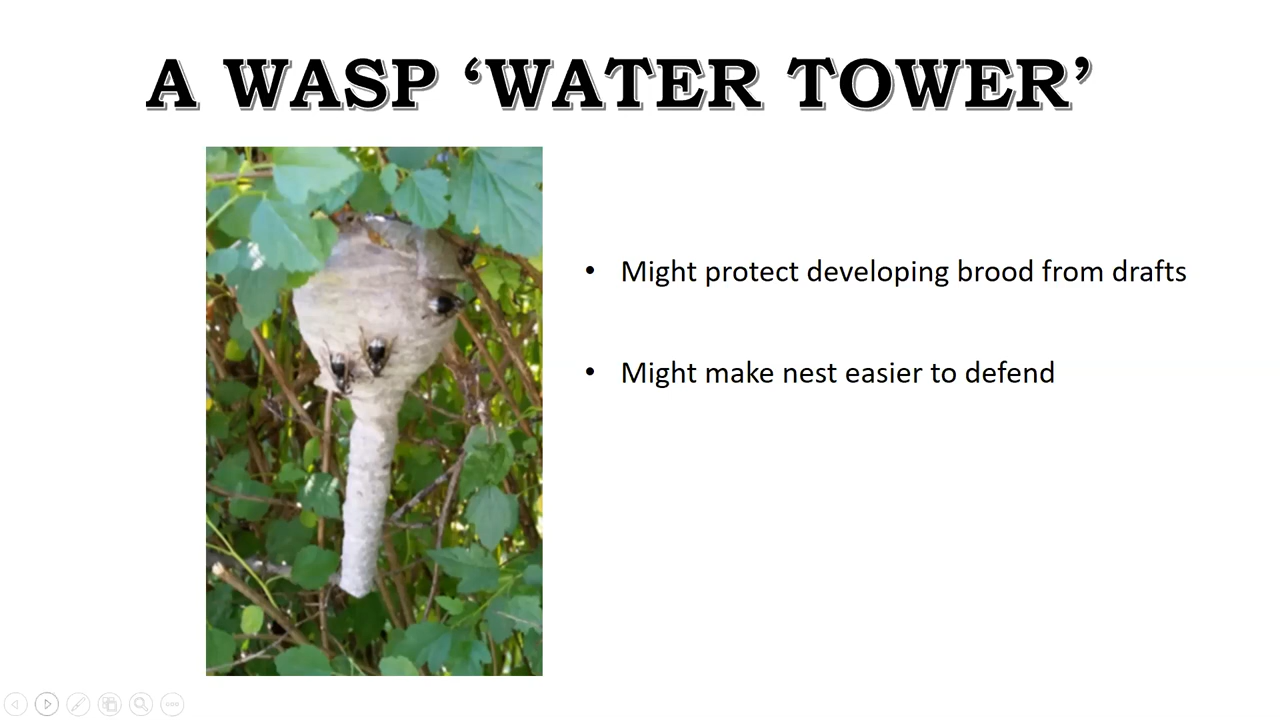 A WASP ‘WATER TOWER’
• Might protect developing brood from drafts
• Might make nest easier to defend